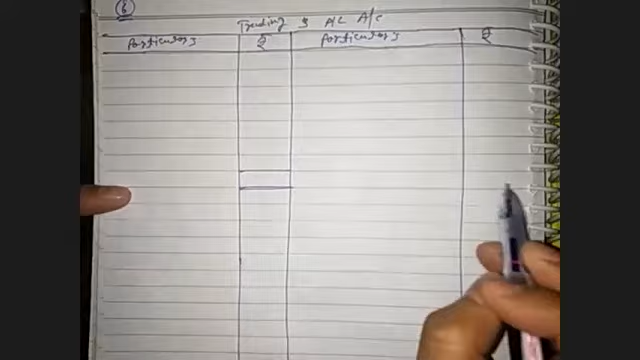 6
Trading & P/L A/c
Particulars ₹ Particulars ₹